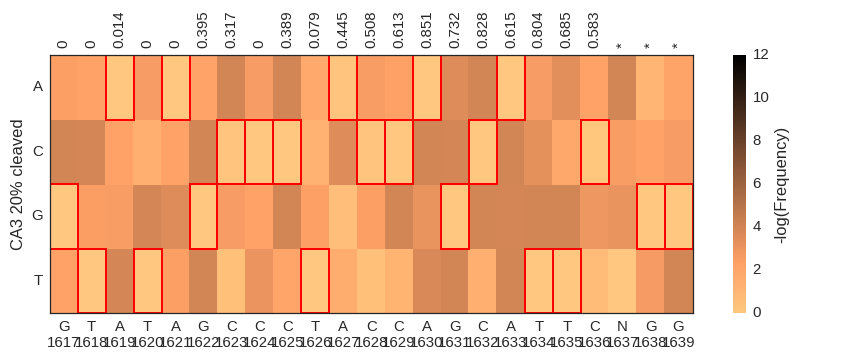 0 0 0.014 0 0 0.395 0.317 0 0.389 0.079 0.445 0.508 0.613 0.851 0.732 0.828 0.615 0.804 0.685 0.583 * * *
A
C
G
T
CA3 20% cleaved
G T A T A G C C C T A C C A G C A T T C N G G
1617 1618 1619 1620 1621 1622 1623 1624 1625 1626 1627 1628 1629 1630 1631 1632 1633 1634 1635 1636 1637 1638 1639
12
10
8
6
4
2
0
-log(Frequency)